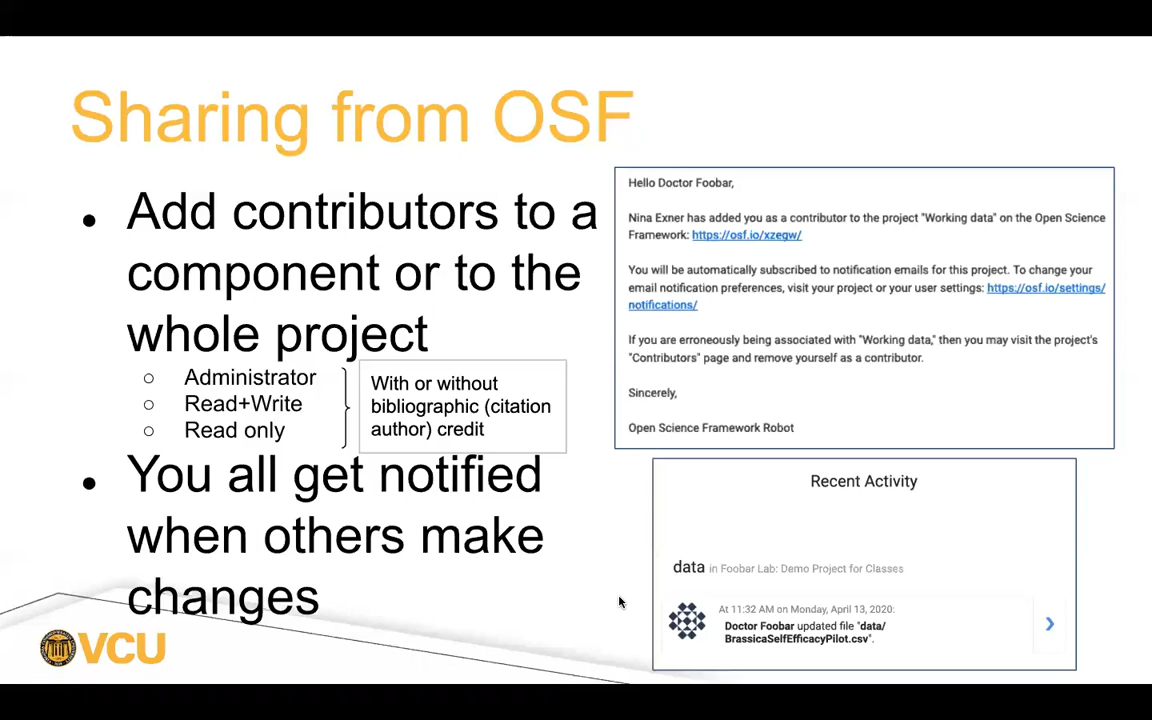 Sharing from OSF
● Add contributors to a
component or to the
whole project
○ Administrator
○ Read+Write
○ Read only
With or without
bibliographic (citation
author) credit
● You all get notified
when others make
changes
VCU
Hello Doctor Foobar,
Nina Exner has added you as a contributor to the project "Working data" on the Open Science
Framework: https://osf.io/xzegw/
You will be automatically subscribed to notification emails for this project. To change your
email notification preferences, visit your project or your user settings: https://osf.io/settings/
notifications/
If you are erroneously being associated with "Working data," then you may visit the project's
"Contributors" page and remove yourself as a contributor.
Sincerely,
Open Science Framework Robot
Recent Activity
data in Foobar Lab: Demo Project for Classes
At 11:32 AM on Monday, April 13, 2020:
Doctor Foobar updated file "data/
BrassicaSelfEfficacyPilot.csv".